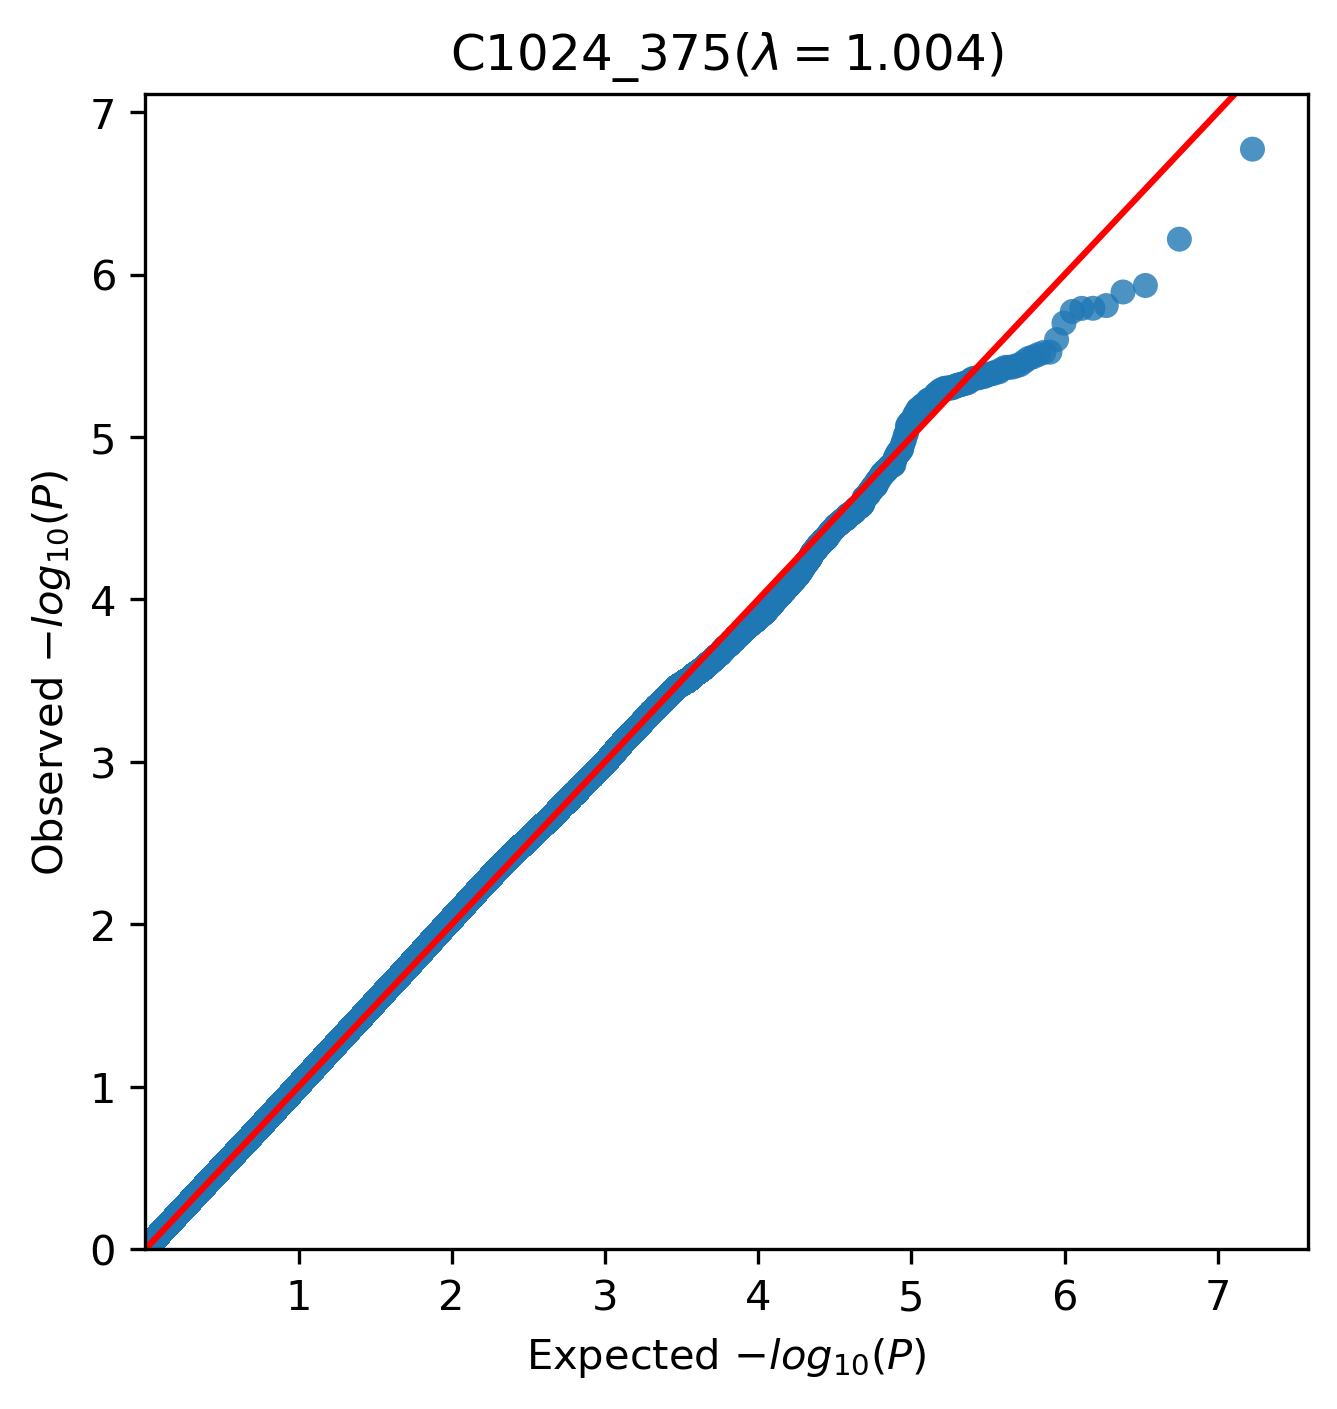 C1024_375(λ = 1.004)
7
6
5
4
3
2
1
0
Observed −log₁₀(P)
1 2 3 4 5 6 7
Expected −log₁₀(P)